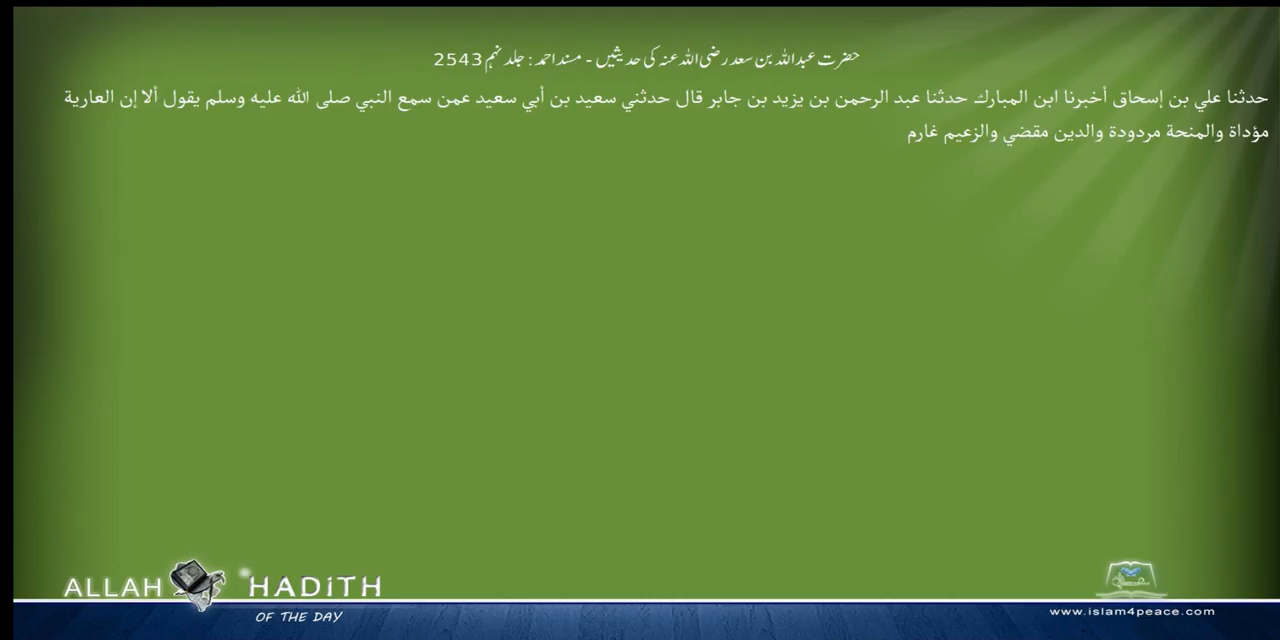 حضرت عبداللہ بن سعد رضی اللہ عنہ کی حدیثیں - مسند احمد : جلد نہم 2543
حدثنا علي بن إسحاق أخبرنا ابن المبارك حدثنا عبد الرحمن بن يزيد بن جابر قال حدثني سعيد بن أبي سعيد عمن سمع النبي صلى الله عليه وسلم يقول ألا إن العارية
مؤداة والمنحة مردودة والدين مقضي والزعيم غارم
ALLAH HADITH
OF THE DAY
www.islam4peace.com